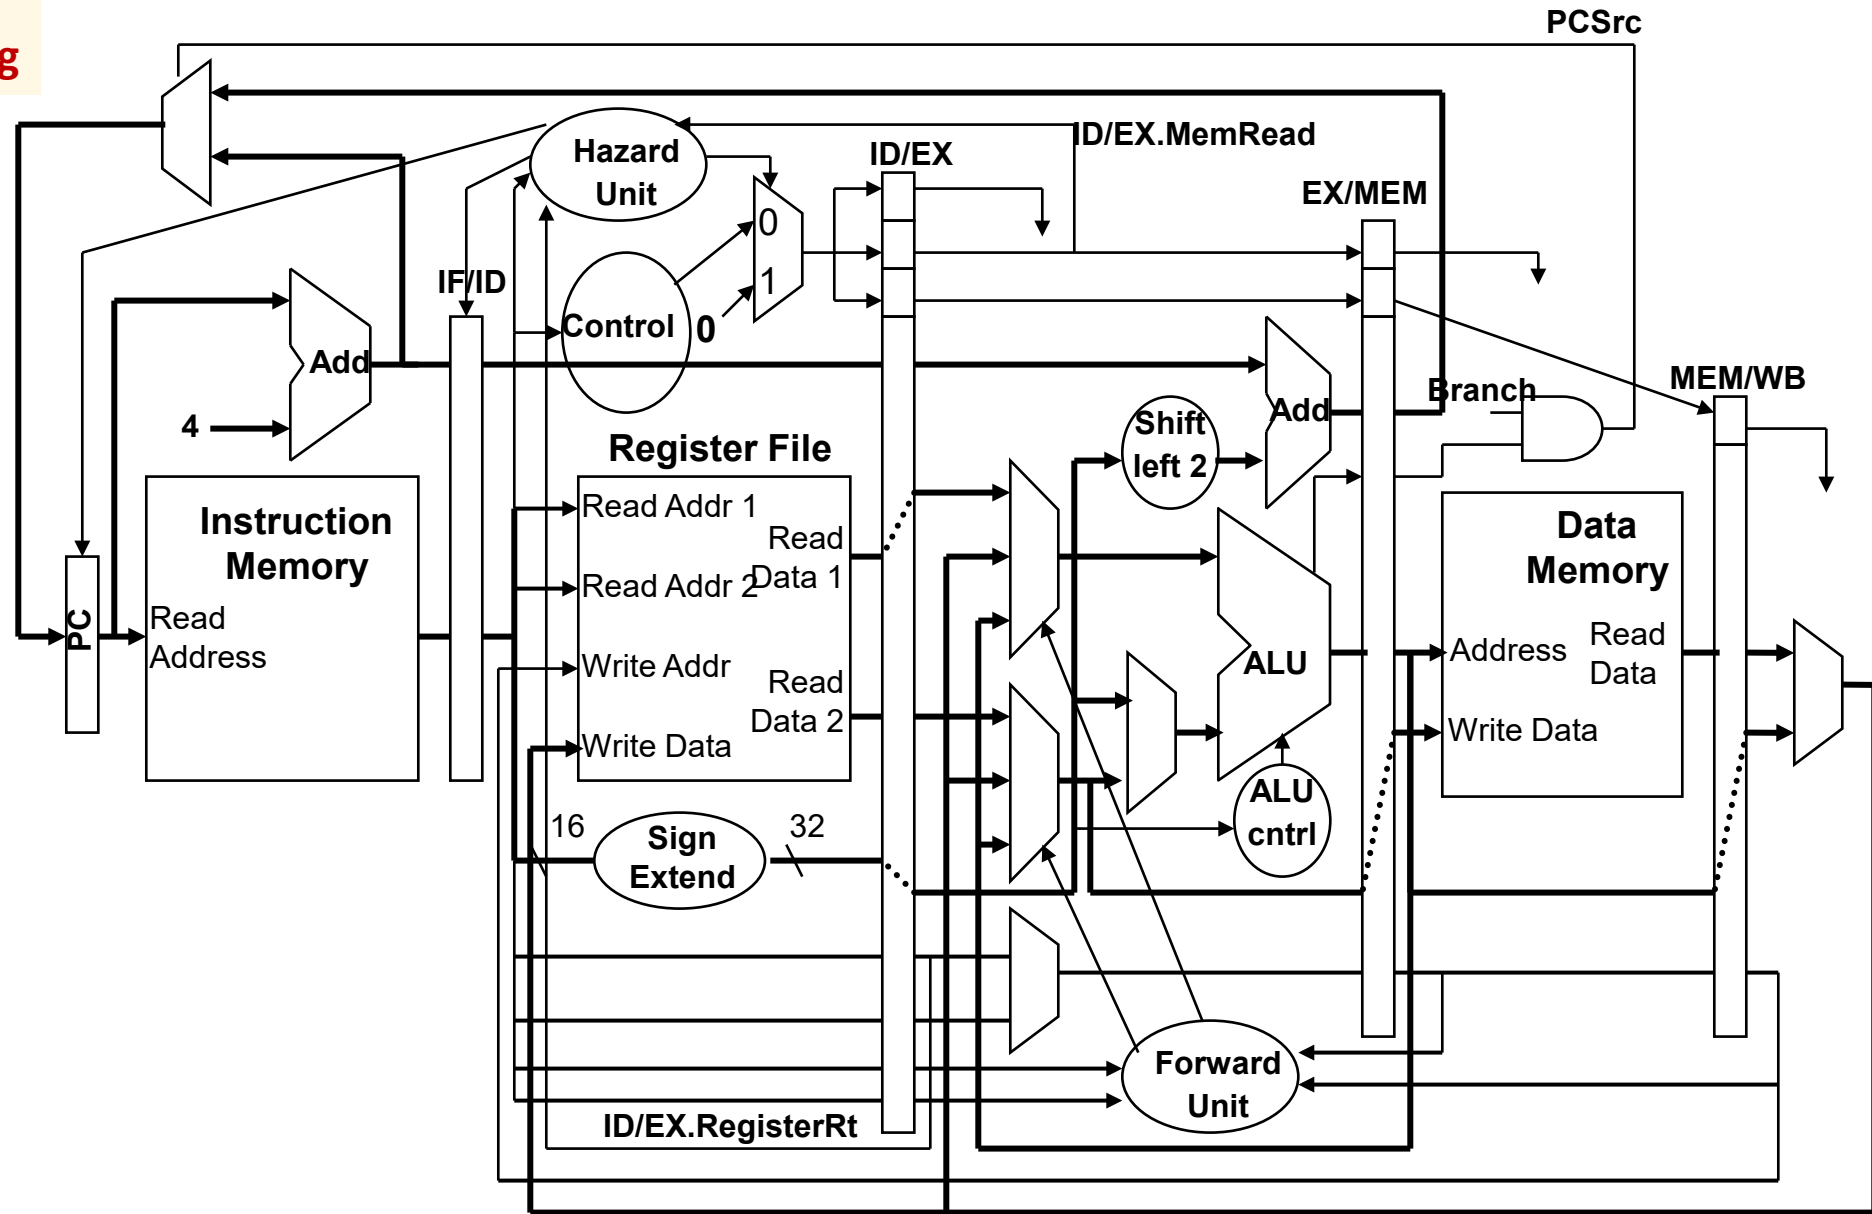 PCSrc
g
Hazard
Unit
ID/EX.MemRead
ID/EX
EX/MEM
0
1
IF/ID
Control
0
Add
4
Branch
MEM/WB
Add
Shift
left 2
Register File
Instruction
Memory
Read Addr 1
Read
Data 1
Read Addr 2
Data
Memory
PC
Read
Address
Write Addr
Read
Data 2
Write Data
ALU
Address
Read
Data
Write Data
ALU
cntrl
16
Sign
Extend
32
Forward
Unit
ID/EX.RegisterRt